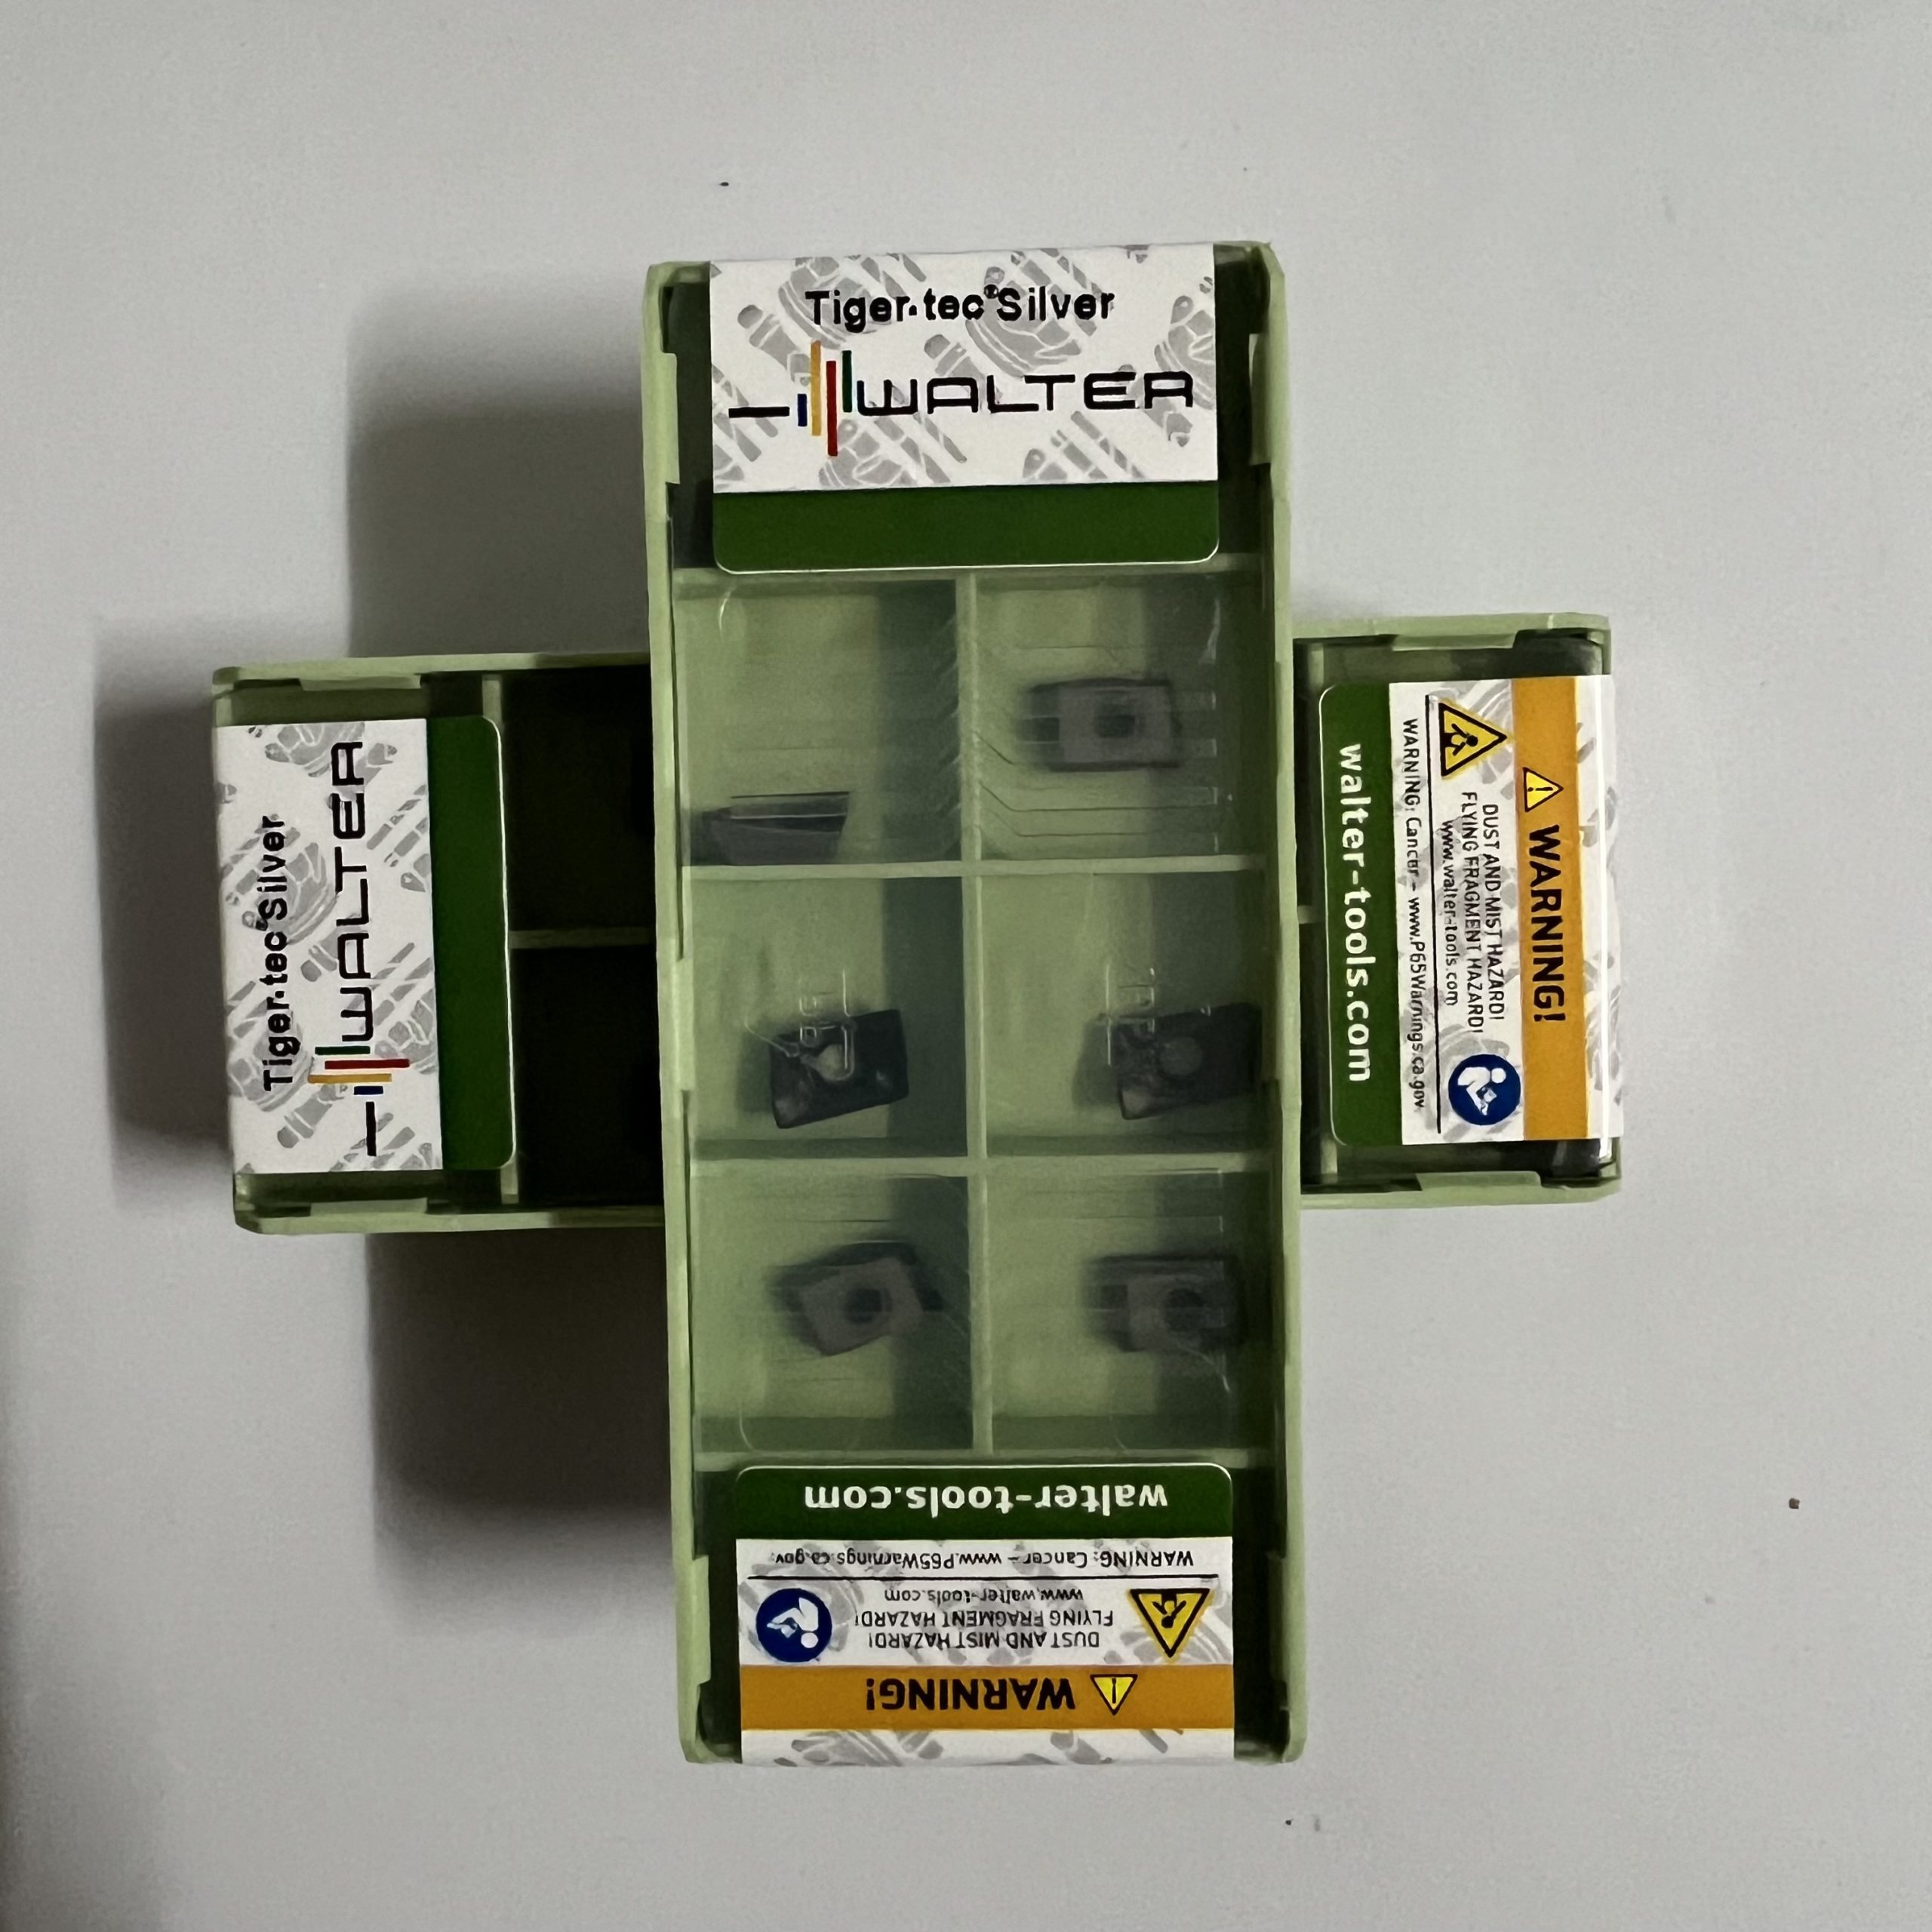 Tiger·tec®Silver
WALTER
walter-tools.com
WARNING: Cancer – www.P65Warnings.ca.gov
www.walter-tools.com
FLYING FRAGMENT HAZARD!
DUST AND MIST HAZARD!
WARNING!
Tiger·tec®Silver
WALTER
WARNING!
DUST AND MIST HAZARD!
FLYING FRAGMENT HAZARD!
www.walter-tools.com
WARNING: Cancer – www.P65Warnings.ca.gov
walter-tools.com